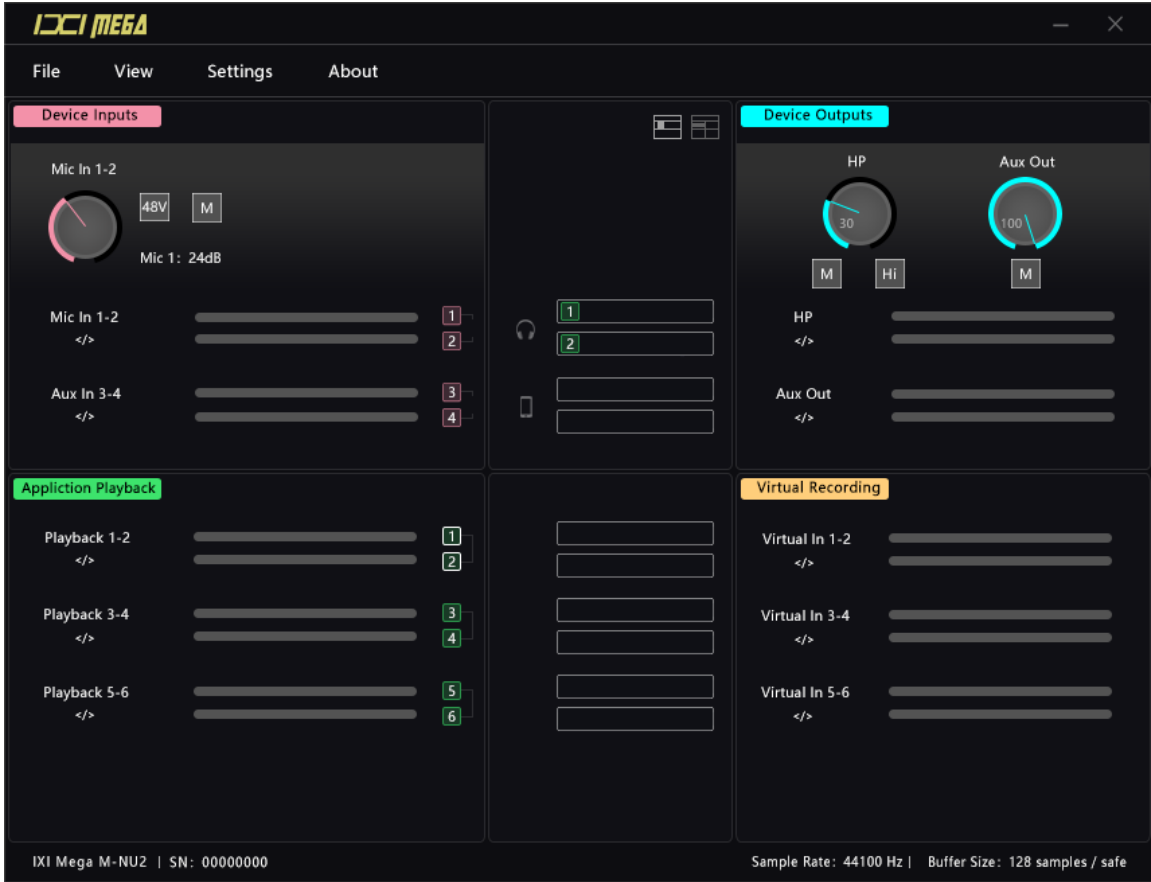 IXI MEGA
File View Settings About
Device Inputs
Mic In 1-2
48V M
Mic 1: 24dB
Mic In 1-2
</>
1
2
Aux In 3-4
</>
3
4
1
2
Device Outputs
HP Aux Out
30 100
M Hi M
HP
</>
Aux Out
</>
Appliction Playback
Playback 1-2
</>
1
2
Playback 3-4
</>
3
4
Playback 5-6
</>
5
6
Virtual Recording
Virtual In 1-2
</>
Virtual In 3-4
</>
Virtual In 5-6
</>
IXI Mega M-NU2 | SN: 00000000
Sample Rate: 44100 Hz | Buffer Size: 128 samples / safe